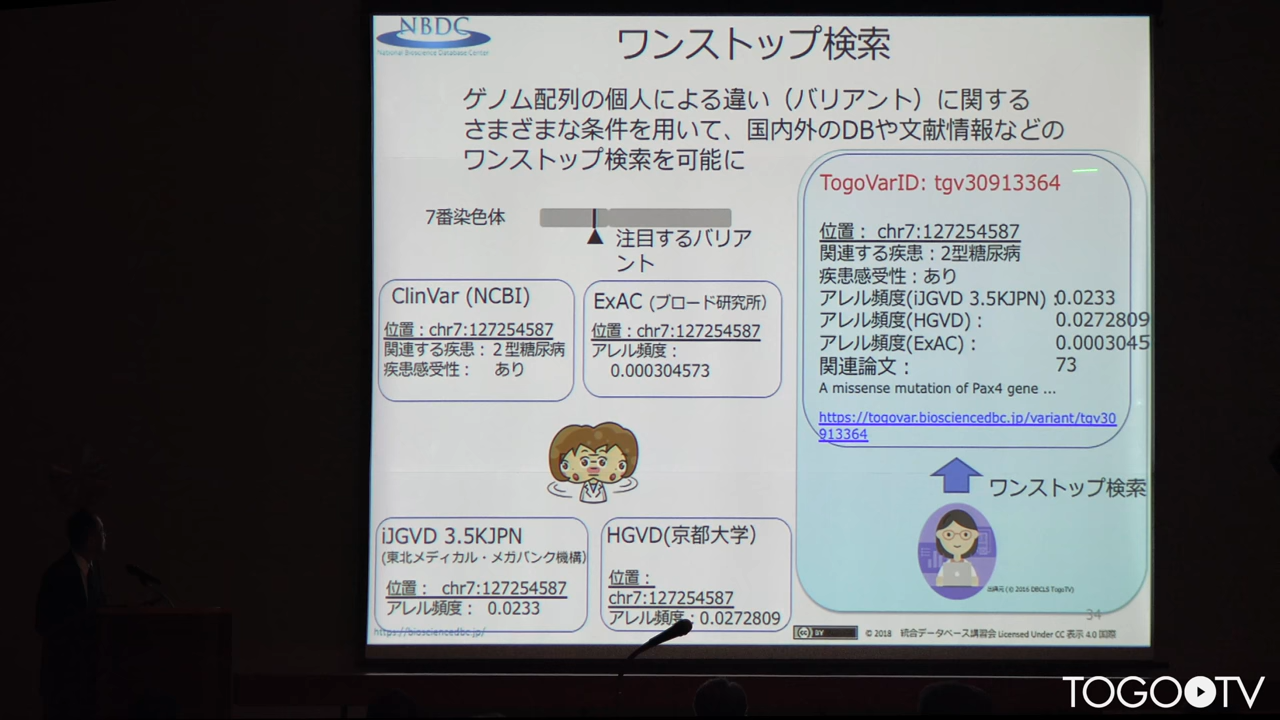 NBDC
National Bioscience Database Center
ワンストップ検索
ゲノム配列の個人による違い（バリアント）に関する
さまざまな条件を用いて、国内外のDBや文献情報などの
ワンストップ検索を可能に
7番染色体
注目するバリア
ント
ClinVar (NCBI)
位置：chr7:127254587
関連する疾患：２型糖尿病
疾患感受性： あり
ExAC (ブロード研究所)
位置：chr7:127254587
アレル頻度：
0.000304573
iJGVD 3.5KJPN
(東北メディカル・メガバンク機構)
位置： chr7:127254587
アレル頻度： 0.0233
HGVD(京都大学)
位置：
chr7:127254587
アレル頻度：0.0272809
TogoVarID: tgv30913364
位置： chr7:127254587
関連する疾患：2型糖尿病
疾患感受性：あり
アレル頻度(iJGVD 3.5KJPN)：0.0233
アレル頻度(HGVD)： 0.0272809
アレル頻度(ExAC)： 0.0003045
関連論文： 73
A missense mutation of Pax4 gene ...
https://togovar.biosciencedbc.jp/variant/tgv30
913364
ワンストップ検索
出典元 (© 2016 DBCLS TogoTV)
34
https://biosciencedbc.jp/
cc BY
© 2018 統合データベース講習会 Licensed Under CC 表示 4.0 国際
TOGOTV